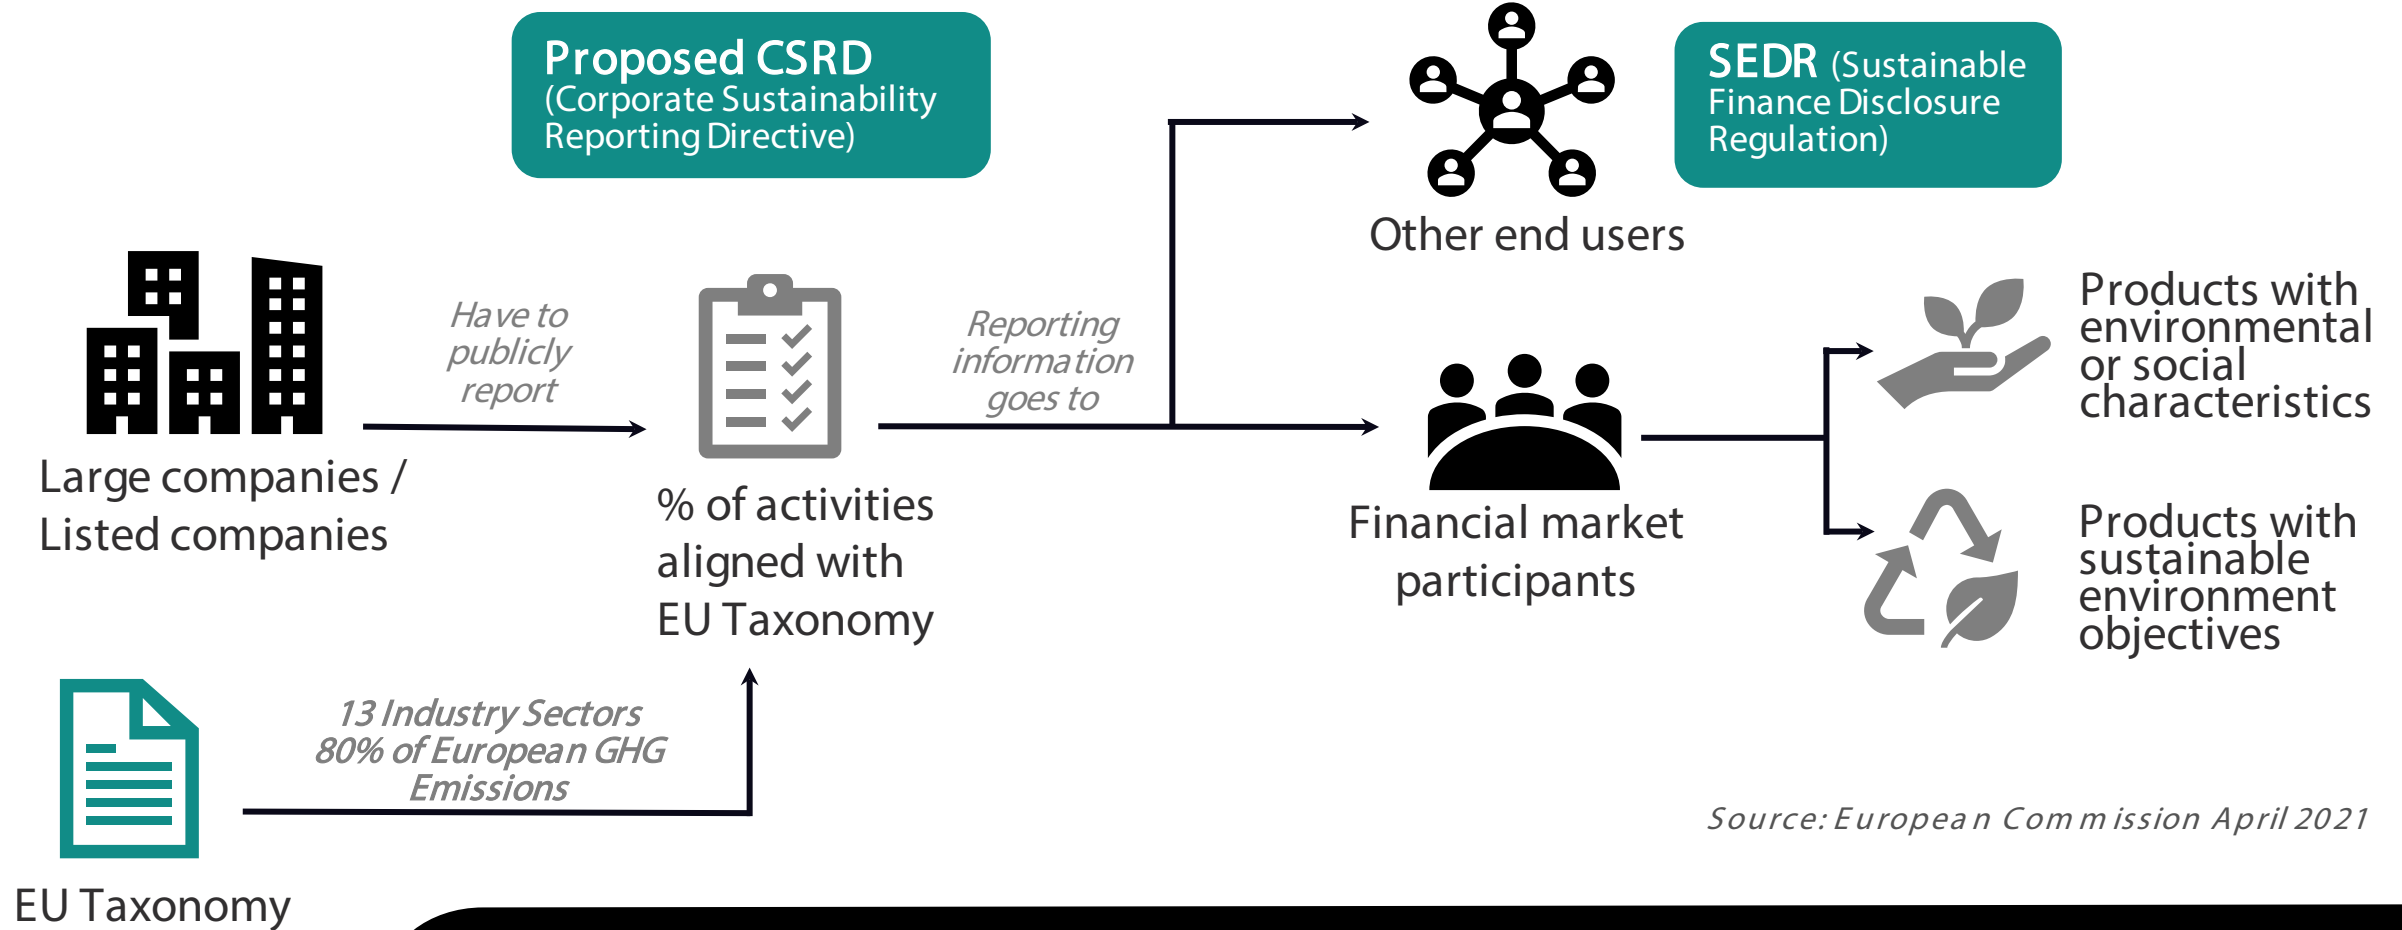 Proposed CSRD
(Corporate Sustainability
Reporting Directive)
SEDR (Sustainable
Finance Disclosure
Regulation)
Other end users
Large companies /
Listed companies
Have to
publicly
report
% of activities
aligned with
EU Taxonomy
Reporting
information
goes to
Financial market
participants
Products with
environmental
or social
characteristics
Products with
sustainable
environment
objectives
EU Taxonomy
13 Industry Sectors
80% of European GHG
Emissions
Source: European Commission April 2021